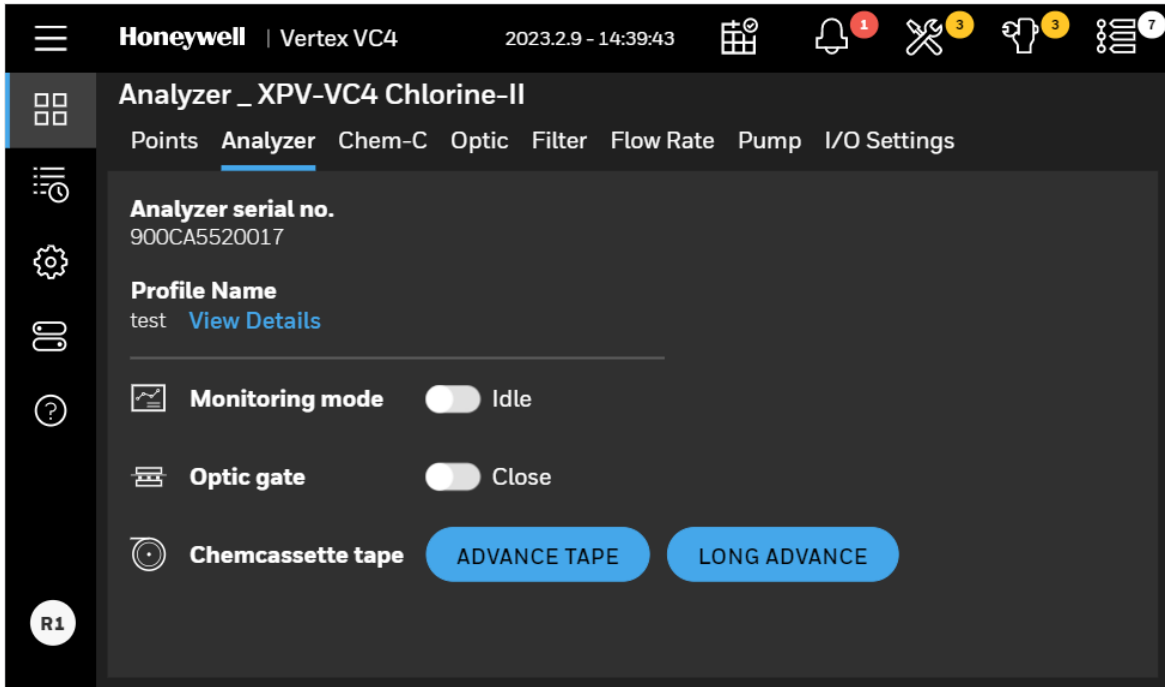 Honeywell | Vertex VC4 2023.2.9 - 14:39:43 1 3 3 7
Analyzer _ XPV-VC4 Chlorine-II
Points Analyzer Chem-C Optic Filter Flow Rate Pump I/O Settings
Analyzer serial no.
900CA5520017
Profile Name
test View Details
Monitoring mode Idle
Optic gate Close
Chemcassette tape ADVANCE TAPE LONG ADVANCE
R1